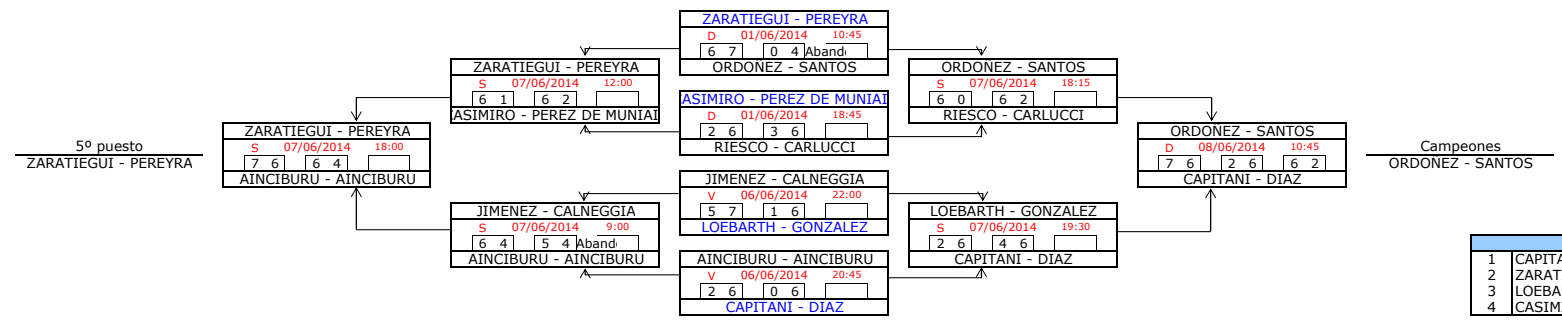 ZARATIEGUI - PEREYRA
D 01/06/2014 10:45
6 7 0 4 Aband
ORDOÑEZ - SANTOS
ZARATIEGUI - PEREYRA
S 07/06/2014 12:00
6 1 6 2
ASIMIRO - PEREZ DE MUNIAI
ORDOÑEZ - SANTOS
S 07/06/2014 18:15
6 0 6 2
RIESCO - CARLUCCI
ASIMIRO - PEREZ DE MUNIAI
D 01/06/2014 18:45
2 6 3 6
RIESCO - CARLUCCI
5º puesto
ZARATIEGUI - PEREYRA
ZARATIEGUI - PEREYRA
S 07/06/2014 18:00
7 6 6 4
AINCIBURU - AINCIBURU
ORDOÑEZ - SANTOS
D 08/06/2014 10:45
7 6 2 6 6 2
CAPITANI - DIAZ
Campeones
ORDOÑEZ - SANTOS
JIMENEZ - CALNEGGIA
V 06/06/2014 22:00
5 7 1 6
LOEBARTH - GONZALEZ
JIMENEZ - CALNEGGIA
S 07/06/2014 9:00
6 4 5 4 Aband
AINCIBURU - AINCIBURU
LOEBARTH - GONZALEZ
S 07/06/2014 19:30
2 6 4 6
CAPITANI - DIAZ
AINCIBURU - AINCIBURU
V 06/06/2014 20:45
2 6 0 6
CAPITANI - DIAZ
1 CAPITA
2 ZARAT
3 LOEBA
4 CASIM